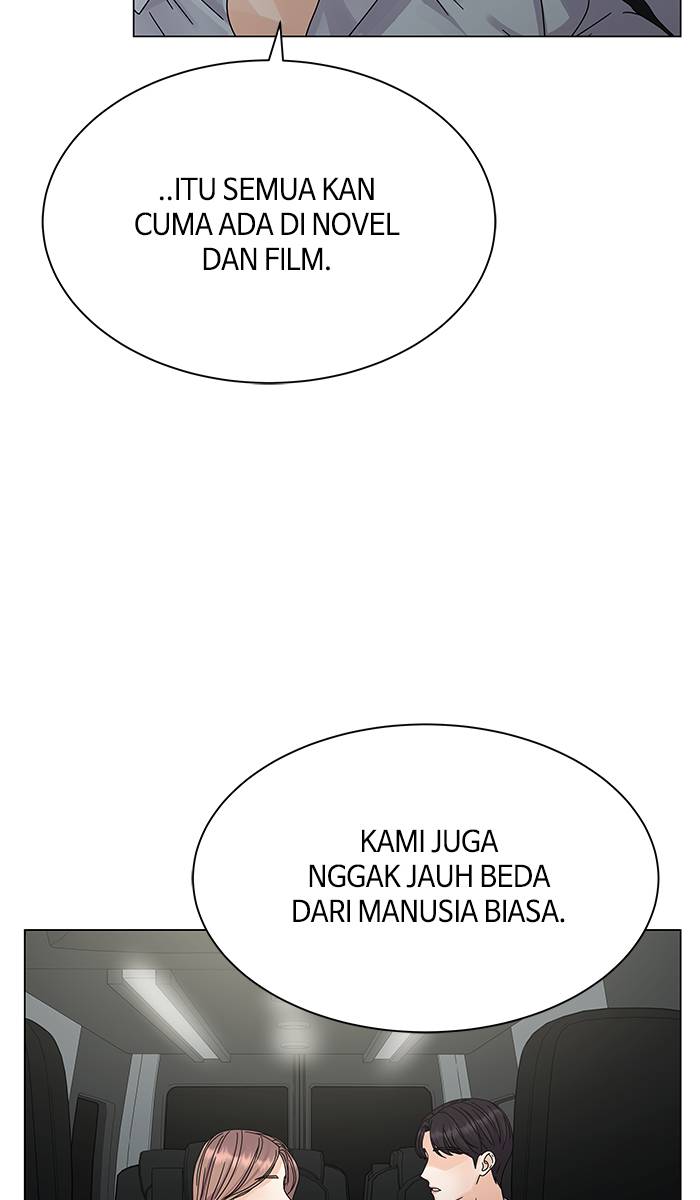 ..ITU SEMUA KAN
CUMA ADA DI NOVEL
DAN FILM.
KAMI JUGA
NGGAK JAUH BEDA
DARI MANUSIA BIASA.